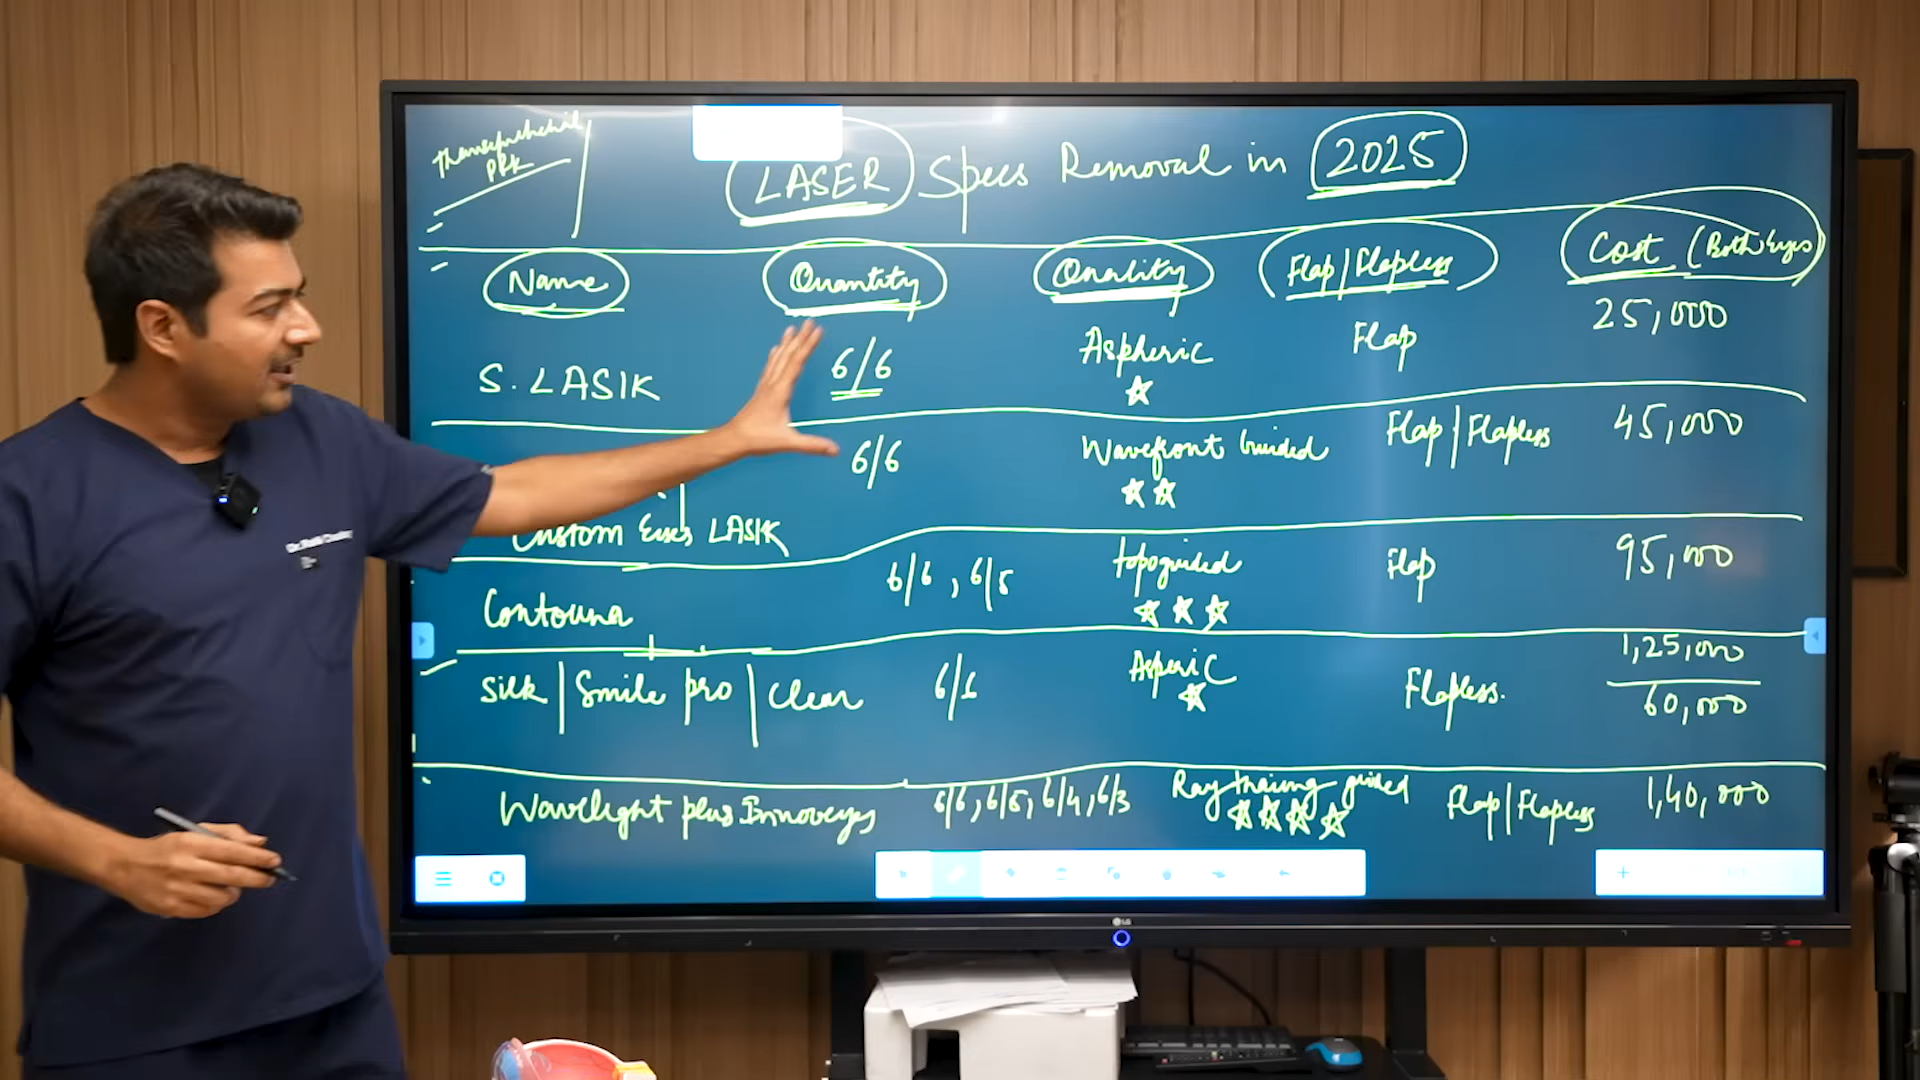 PRK
LASER Specs Removal in 2025
Name Quantity Quality Flap/Flapless Cost (Both Eyes)
S. LASIK 6/6 Aspheric Flap 25,000
Custom Eyes LASIK 6/6 Wavefront Guided Flap/Flapless 45,000
Contoura 6/6, 6/5 topoguided Flap 95,000
Silk | Smile pro | Clear 6/6 Asperic Flapless. 1,25,000
60,000
Wavelight plus Innoveyes 6/6, 6/5, 6/4, 6/3 Ray tracing guided Flap/Flapless 1,40,000
LG